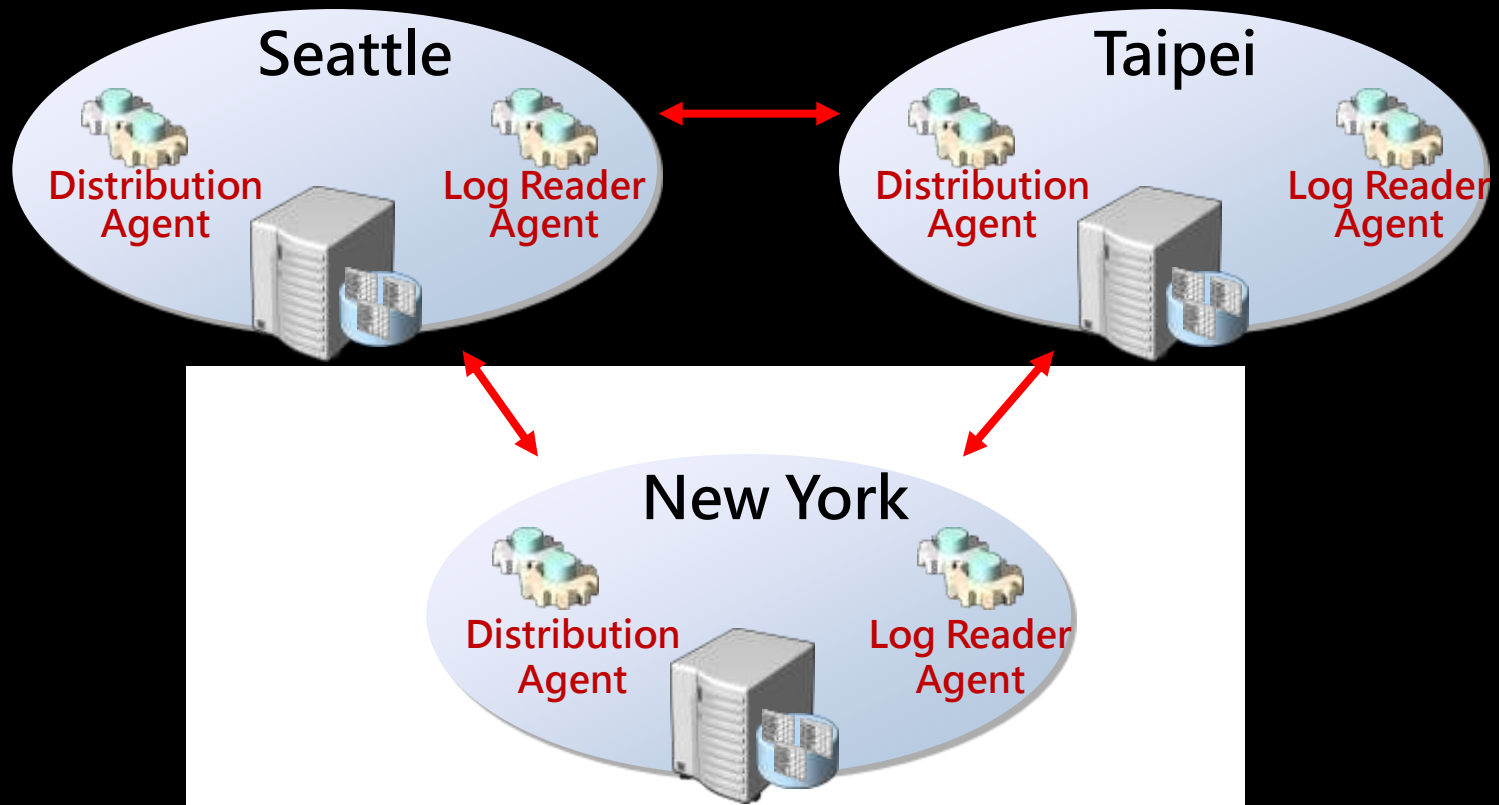 Seattle
Distribution
Agent
Log Reader
Agent
Taipei
Distribution
Agent
Log Reader
Agent
New York
Distribution
Agent
Log Reader
Agent